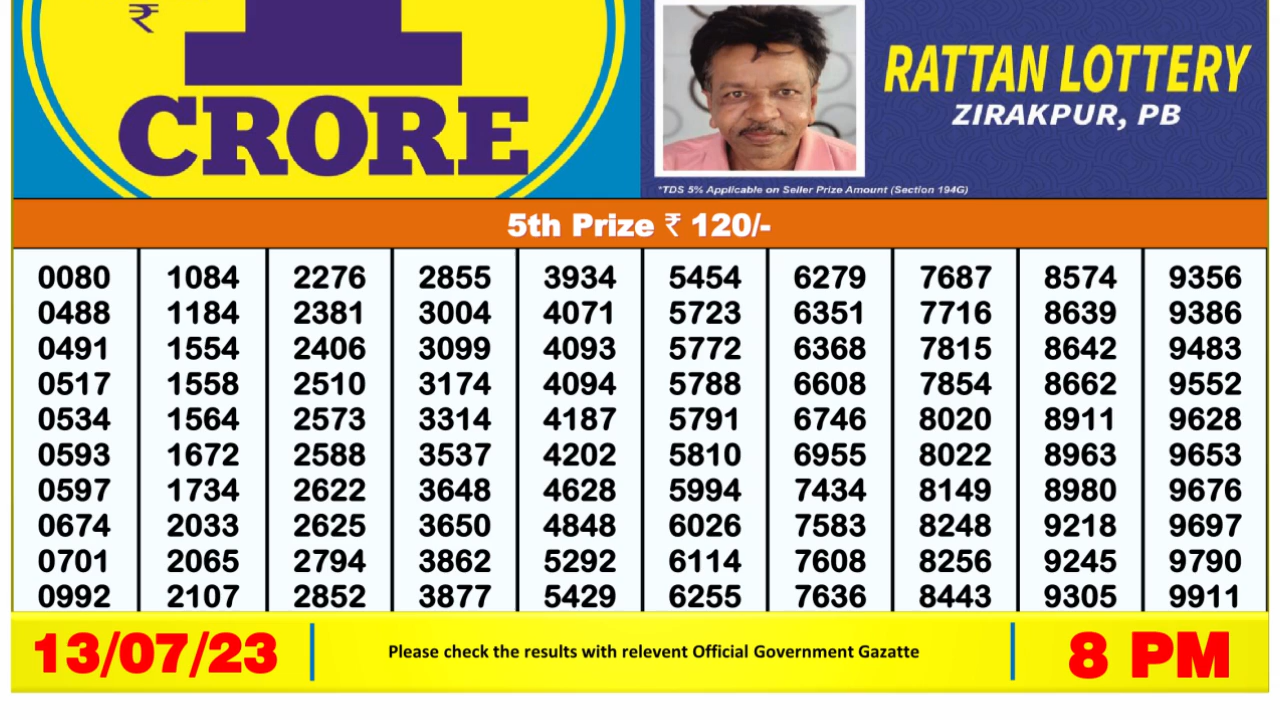 ₹
1
CRORE
RATTAN LOTTERY
ZIRAKPUR, PB
*TDS 5% Applicable on Seller Prize Amount (Section 194G)
5th Prize ₹ 120/-
0080 1084 2276 2855 3934 5454 6279 7687 8574 9356
0488 1184 2381 3004 4071 5723 6351 7716 8639 9386
0491 1554 2406 3099 4093 5772 6368 7815 8642 9483
0517 1558 2510 3174 4094 5788 6608 7854 8662 9552
0534 1564 2573 3314 4187 5791 6746 8020 8911 9628
0593 1672 2588 3537 4202 5810 6955 8022 8963 9653
0597 1734 2622 3648 4628 5994 7434 8149 8980 9676
0674 2033 2625 3650 4848 6026 7583 8248 9218 9697
0701 2065 2794 3862 5292 6114 7608 8256 9245 9790
0992 2107 2852 3877 5429 6255 7636 8443 9305 9911
13/07/23
Please check the results with relevent Official Government Gazatte
8 PM